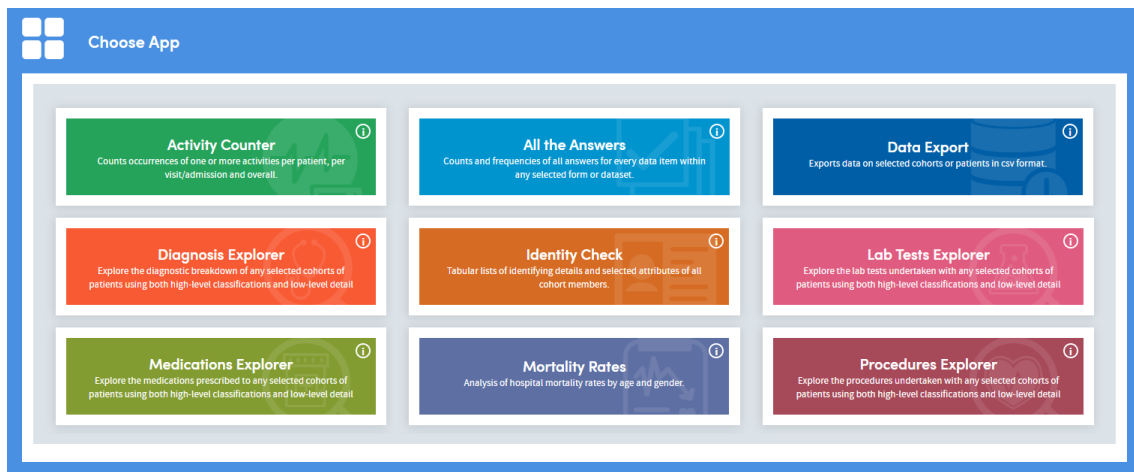 Choose App
Activity Counter
Counts occurrences of one or more activities per patient, per
visit/admission and overall.
All the Answers
Counts and frequencies of all answers for every data item within
any selected form or dataset.
Data Export
Exports data on selected cohorts or patients in csv format.
Diagnosis Explorer
Explore the diagnostic breakdown of any selected cohorts of
patients using both high-level classifications and low-level detail
Identity Check
Tabular lists of identifying details and selected attributes of all
cohort members.
Lab Tests Explorer
Explore the lab tests undertaken with any selected cohorts of
patients using both high-level classifications and low-level detail
Medications Explorer
Explore the medications prescribed to any selected cohorts of
patients using both high-level classifications and low-level detail
Mortality Rates
Analysis of hospital mortality rates by age and gender.
Procedures Explorer
Explore the procedures undertaken with any selected cohorts of
patients using both high-level classifications and low-level detail